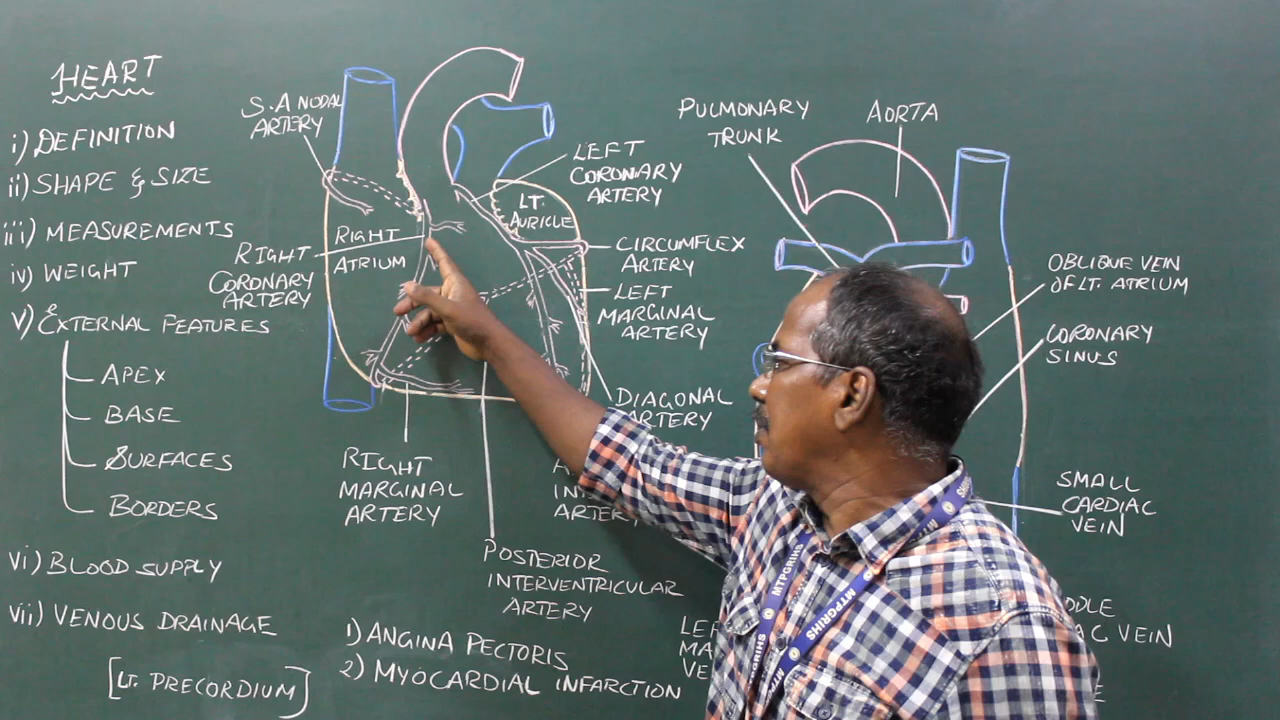 HEART
i) DEFINITION
ii) SHAPE & SIZE
iii) MEASUREMENTS
iv) WEIGHT
v) EXTERNAL FEATURES
APEX
BASE
SURFACES
BORDERS
vi) BLOOD SUPPLY
vii) VENOUS DRAINAGE
[LT. PRECORDIUM]
S.A NODAL
ARTERY
RIGHT
CORONARY
ARTERY
RIGHT
ATRIUM
LEFT
CORONARY
ARTERY
LT.
AURICLE
CIRCUMFLEX
ARTERY
LEFT
MARGINAL
ARTERY
DIAGONAL
ARTERY
RIGHT
MARGINAL
ARTERY
POSTERIOR
INTERVENTRICULAR
ARTERY
1) ANGINA PECTORIS
2) MYOCARDIAL INFARCTION
PULMONARY
TRUNK
AORTA
OBLIQUE VEIN
OF LT. ATRIUM
CORONARY
SINUS
SMALL
CARDIAC
VEIN
VEIN
MTPGRIHS
MTPGRIHS